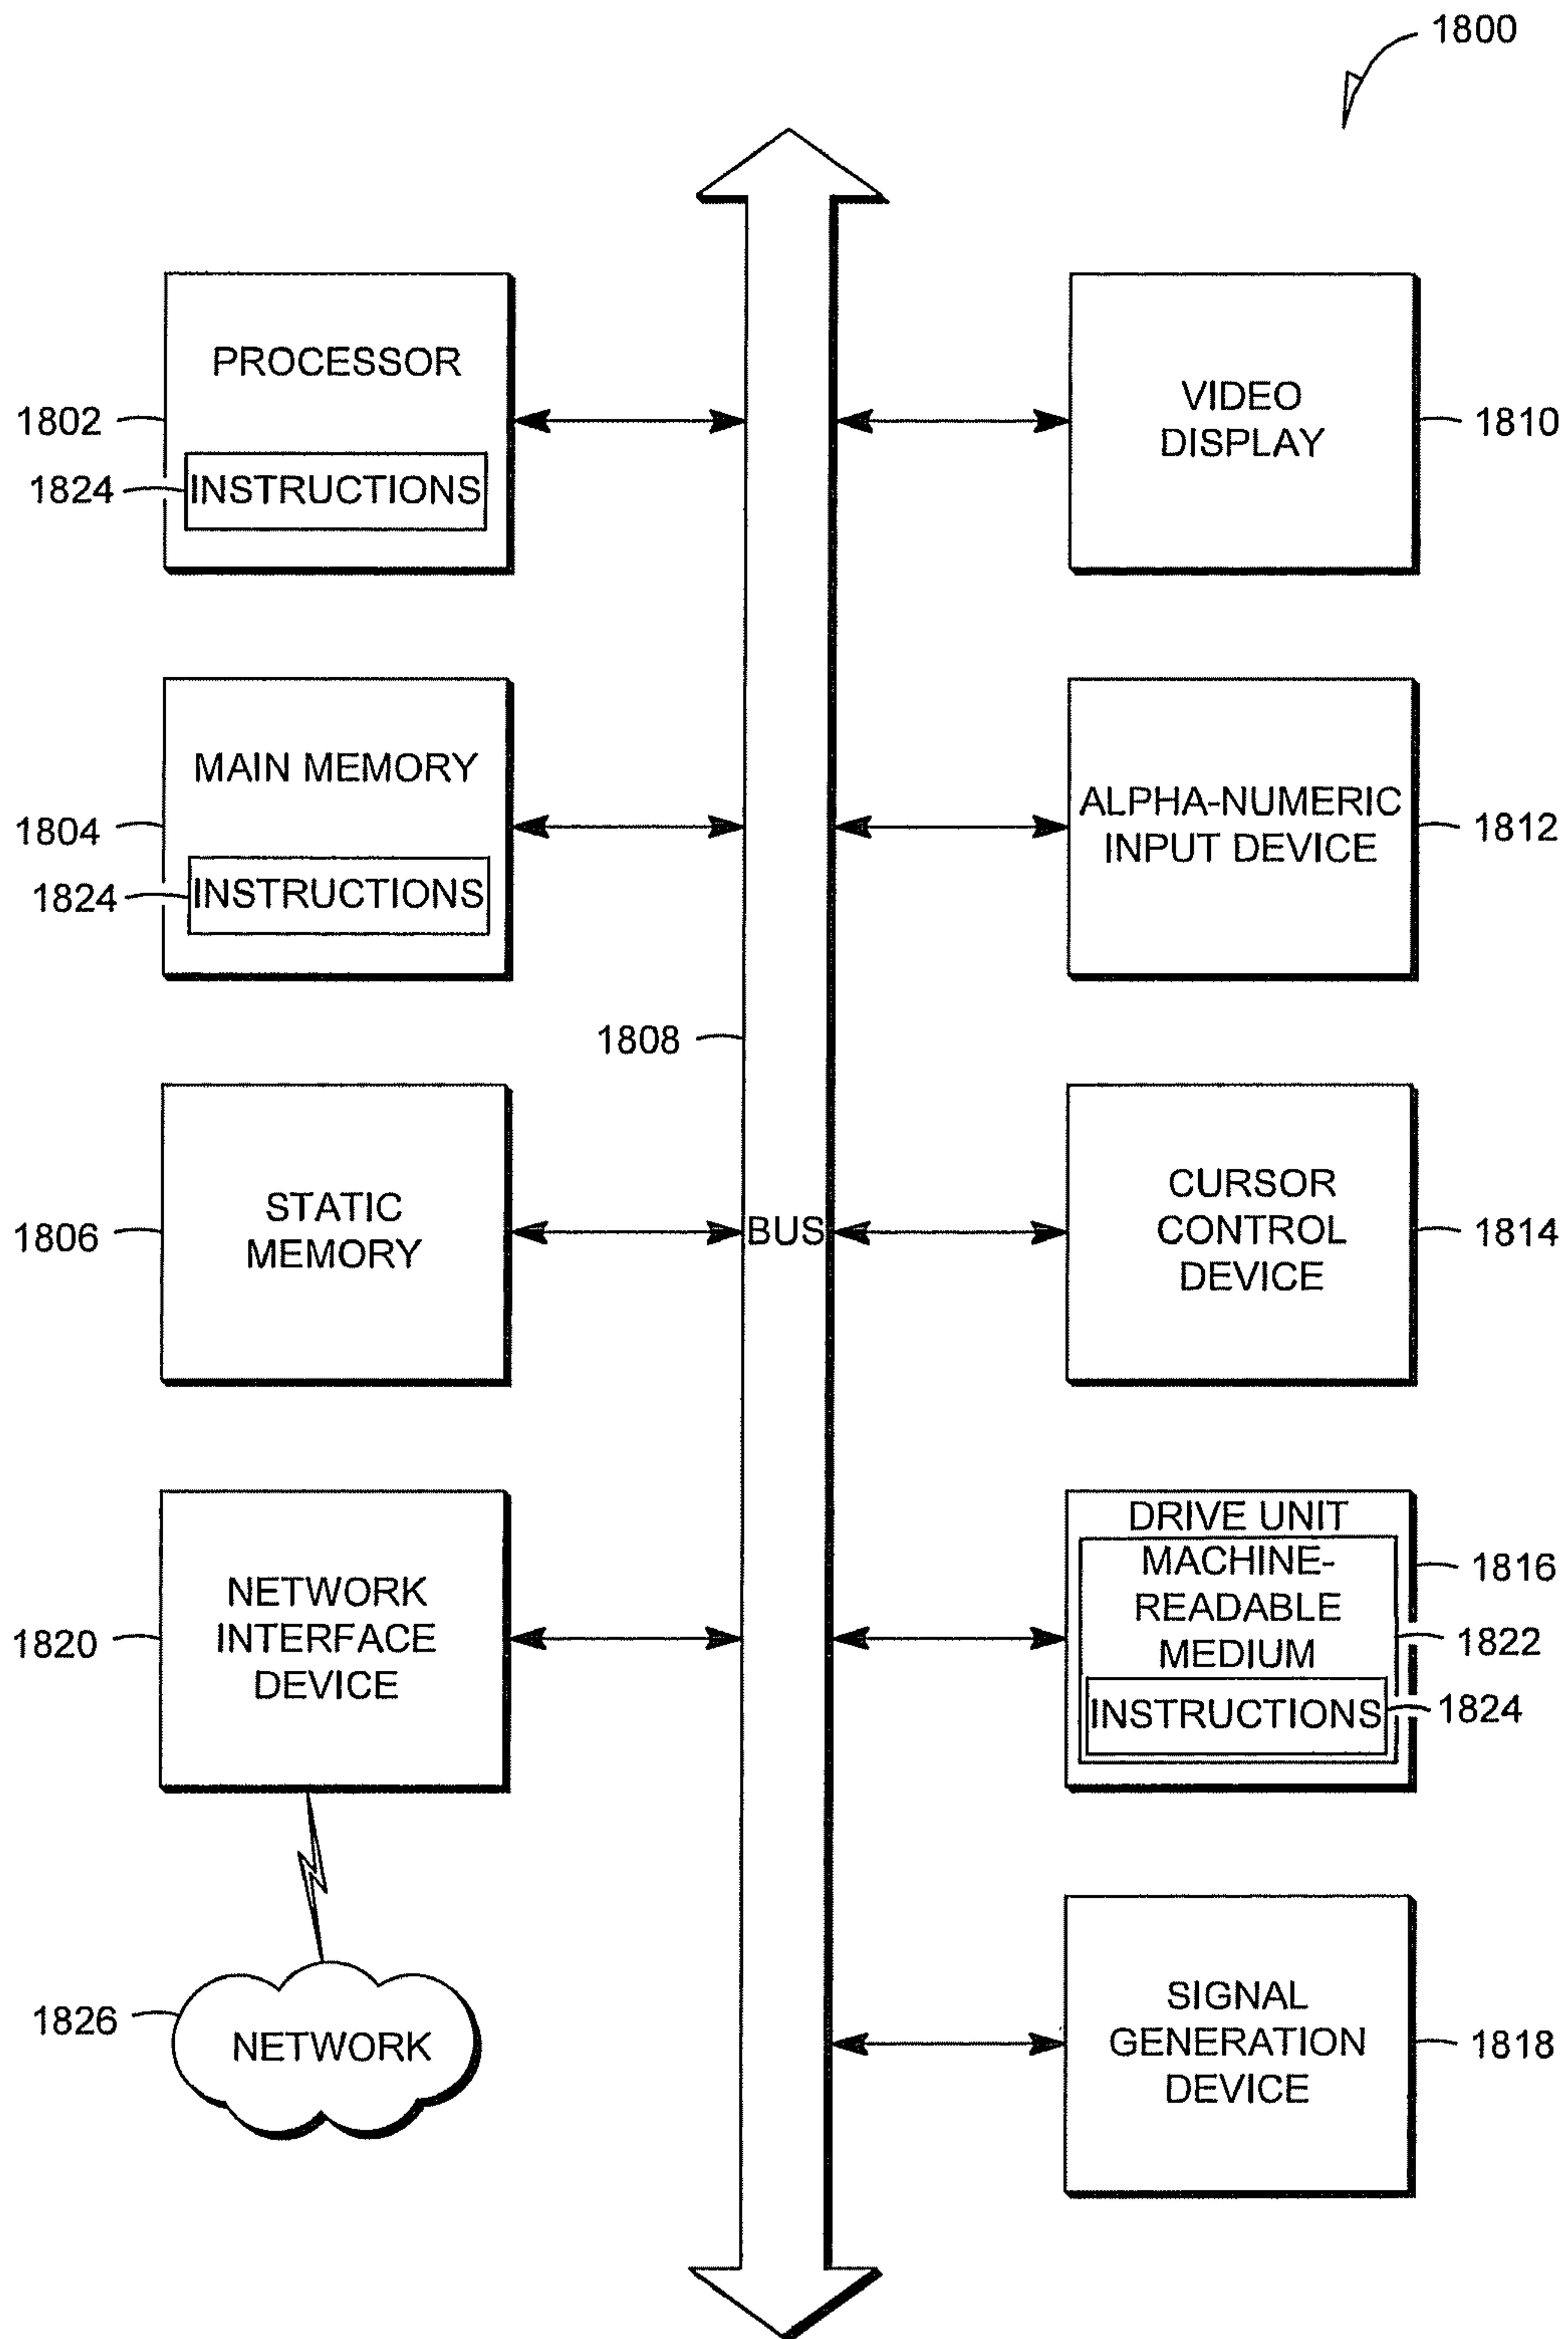 1800
PROCESSOR
1802
1824
INSTRUCTIONS
VIDEO
DISPLAY
1810
MAIN MEMORY
1804
1824
INSTRUCTIONS
ALPHA-NUMERIC
INPUT DEVICE
1812
1808
STATIC
MEMORY
1806
BUS
CURSOR
CONTROL
DEVICE
1814
NETWORK
INTERFACE
DEVICE
1820
DRIVE UNIT
MACHINE-
READABLE
MEDIUM
INSTRUCTIONS
1816
1822
1824
1826
NETWORK
SIGNAL
GENERATION
DEVICE
1818